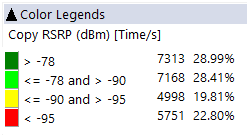 Color Legends
Copy RSRP (dBm) [Time/s]
> -78 7313 28.99%
<= -78 and > -90 7168 28.41%
<= -90 and > -95 4998 19.81%
< -95 5751 22.80%